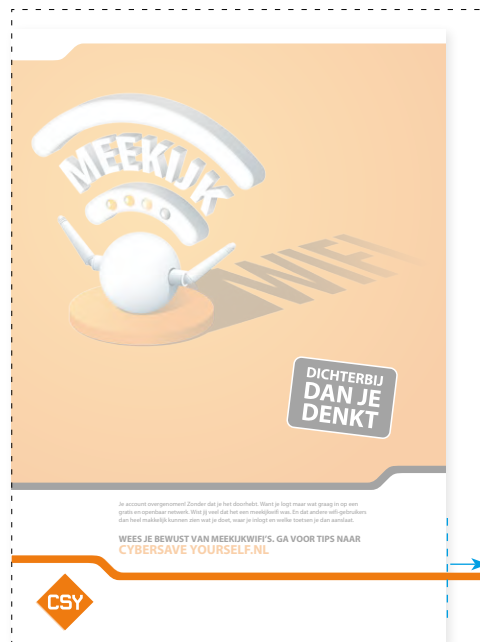 MEEKIJK
WIFI
DICHTERBIJ
DAN JE
DENKT
Je account overgenomen! Zonder dat je het doorhebt. Want je logt maar wat graag in op een
gratis en openbaar netwerk. Wist jij veel dat het een meekijkwifi was. En dat andere wifi-gebruikers
dan heel makkelijk kunnen zien wat je doet, waar je inlogt en welke toetsen je dan aanslaat.
WEES JE BEWUST VAN MEEKIJKWIFI'S. GA VOOR TIPS NAAR
CYBERSAVE YOURSELF.NL
CSY